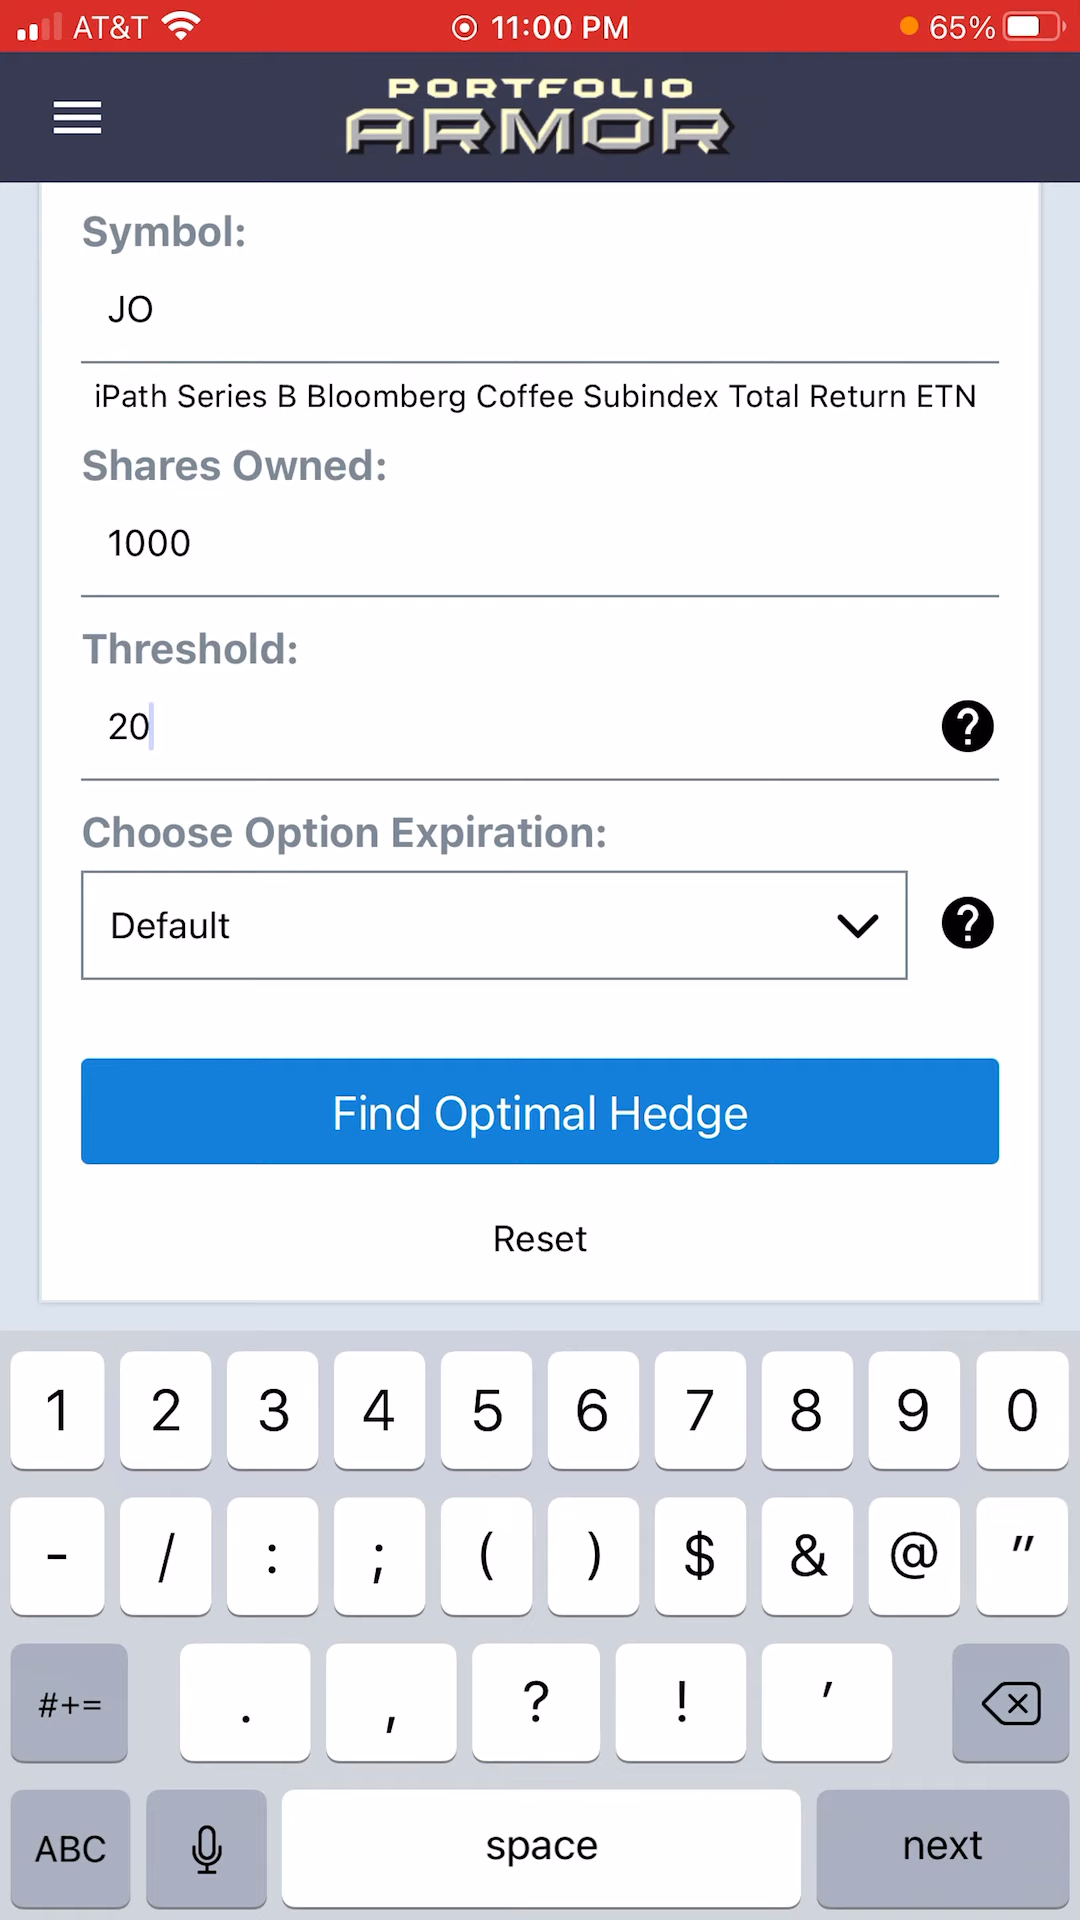 AT&T 11:00 PM 65%
PORTFOLIO
ARMOR
Symbol:
JO
iPath Series B Bloomberg Coffee Subindex Total Return ETN
Shares Owned:
1000
Threshold:
20
?
Choose Option Expiration:
Default
?
Find Optimal Hedge
Reset
1 2 3 4 5 6 7 8 9 0
- / : ; ( ) $ & @ "
#+= . , ? ! '
ABC space next